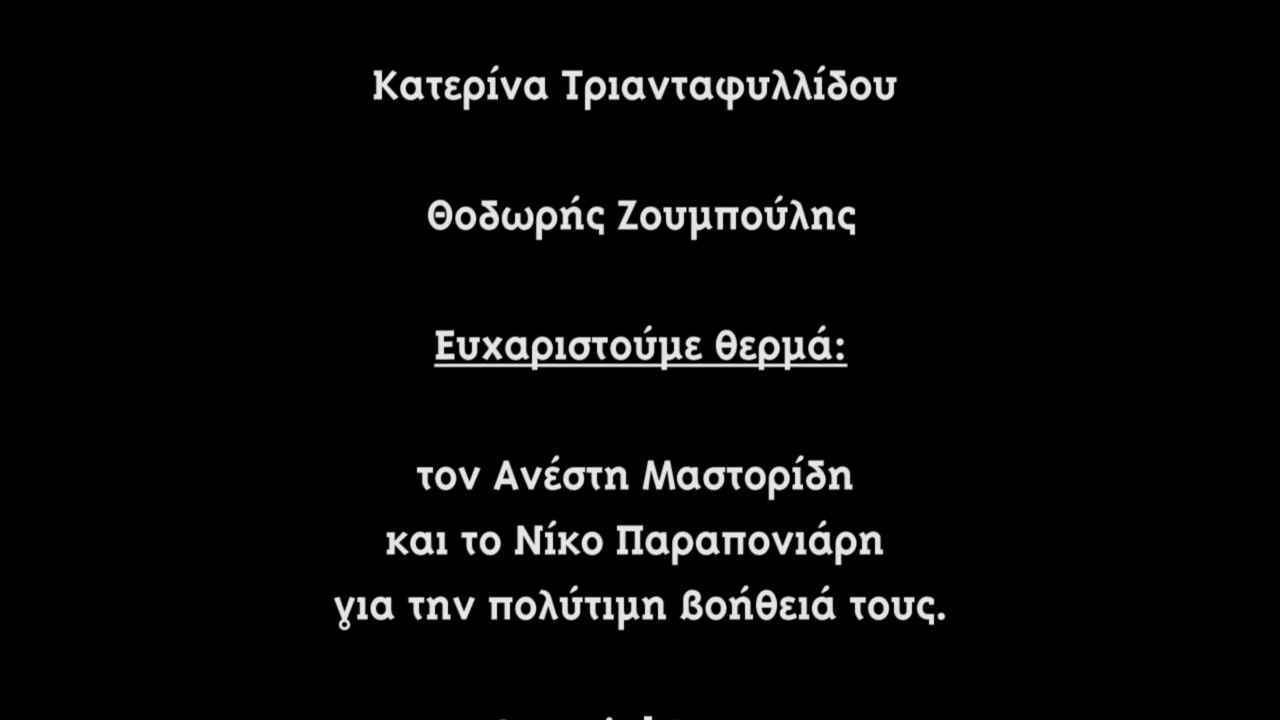 Κατερίνα Τριανταφυλλίδου
Θοδωρής Ζουμπούλης
Ευχαριστούμε θερμά:
τον Ανέστη Μαστορίδη
και το Νίκο Παραπονιάρη
για την πολύτιμη βοήθειά τους.